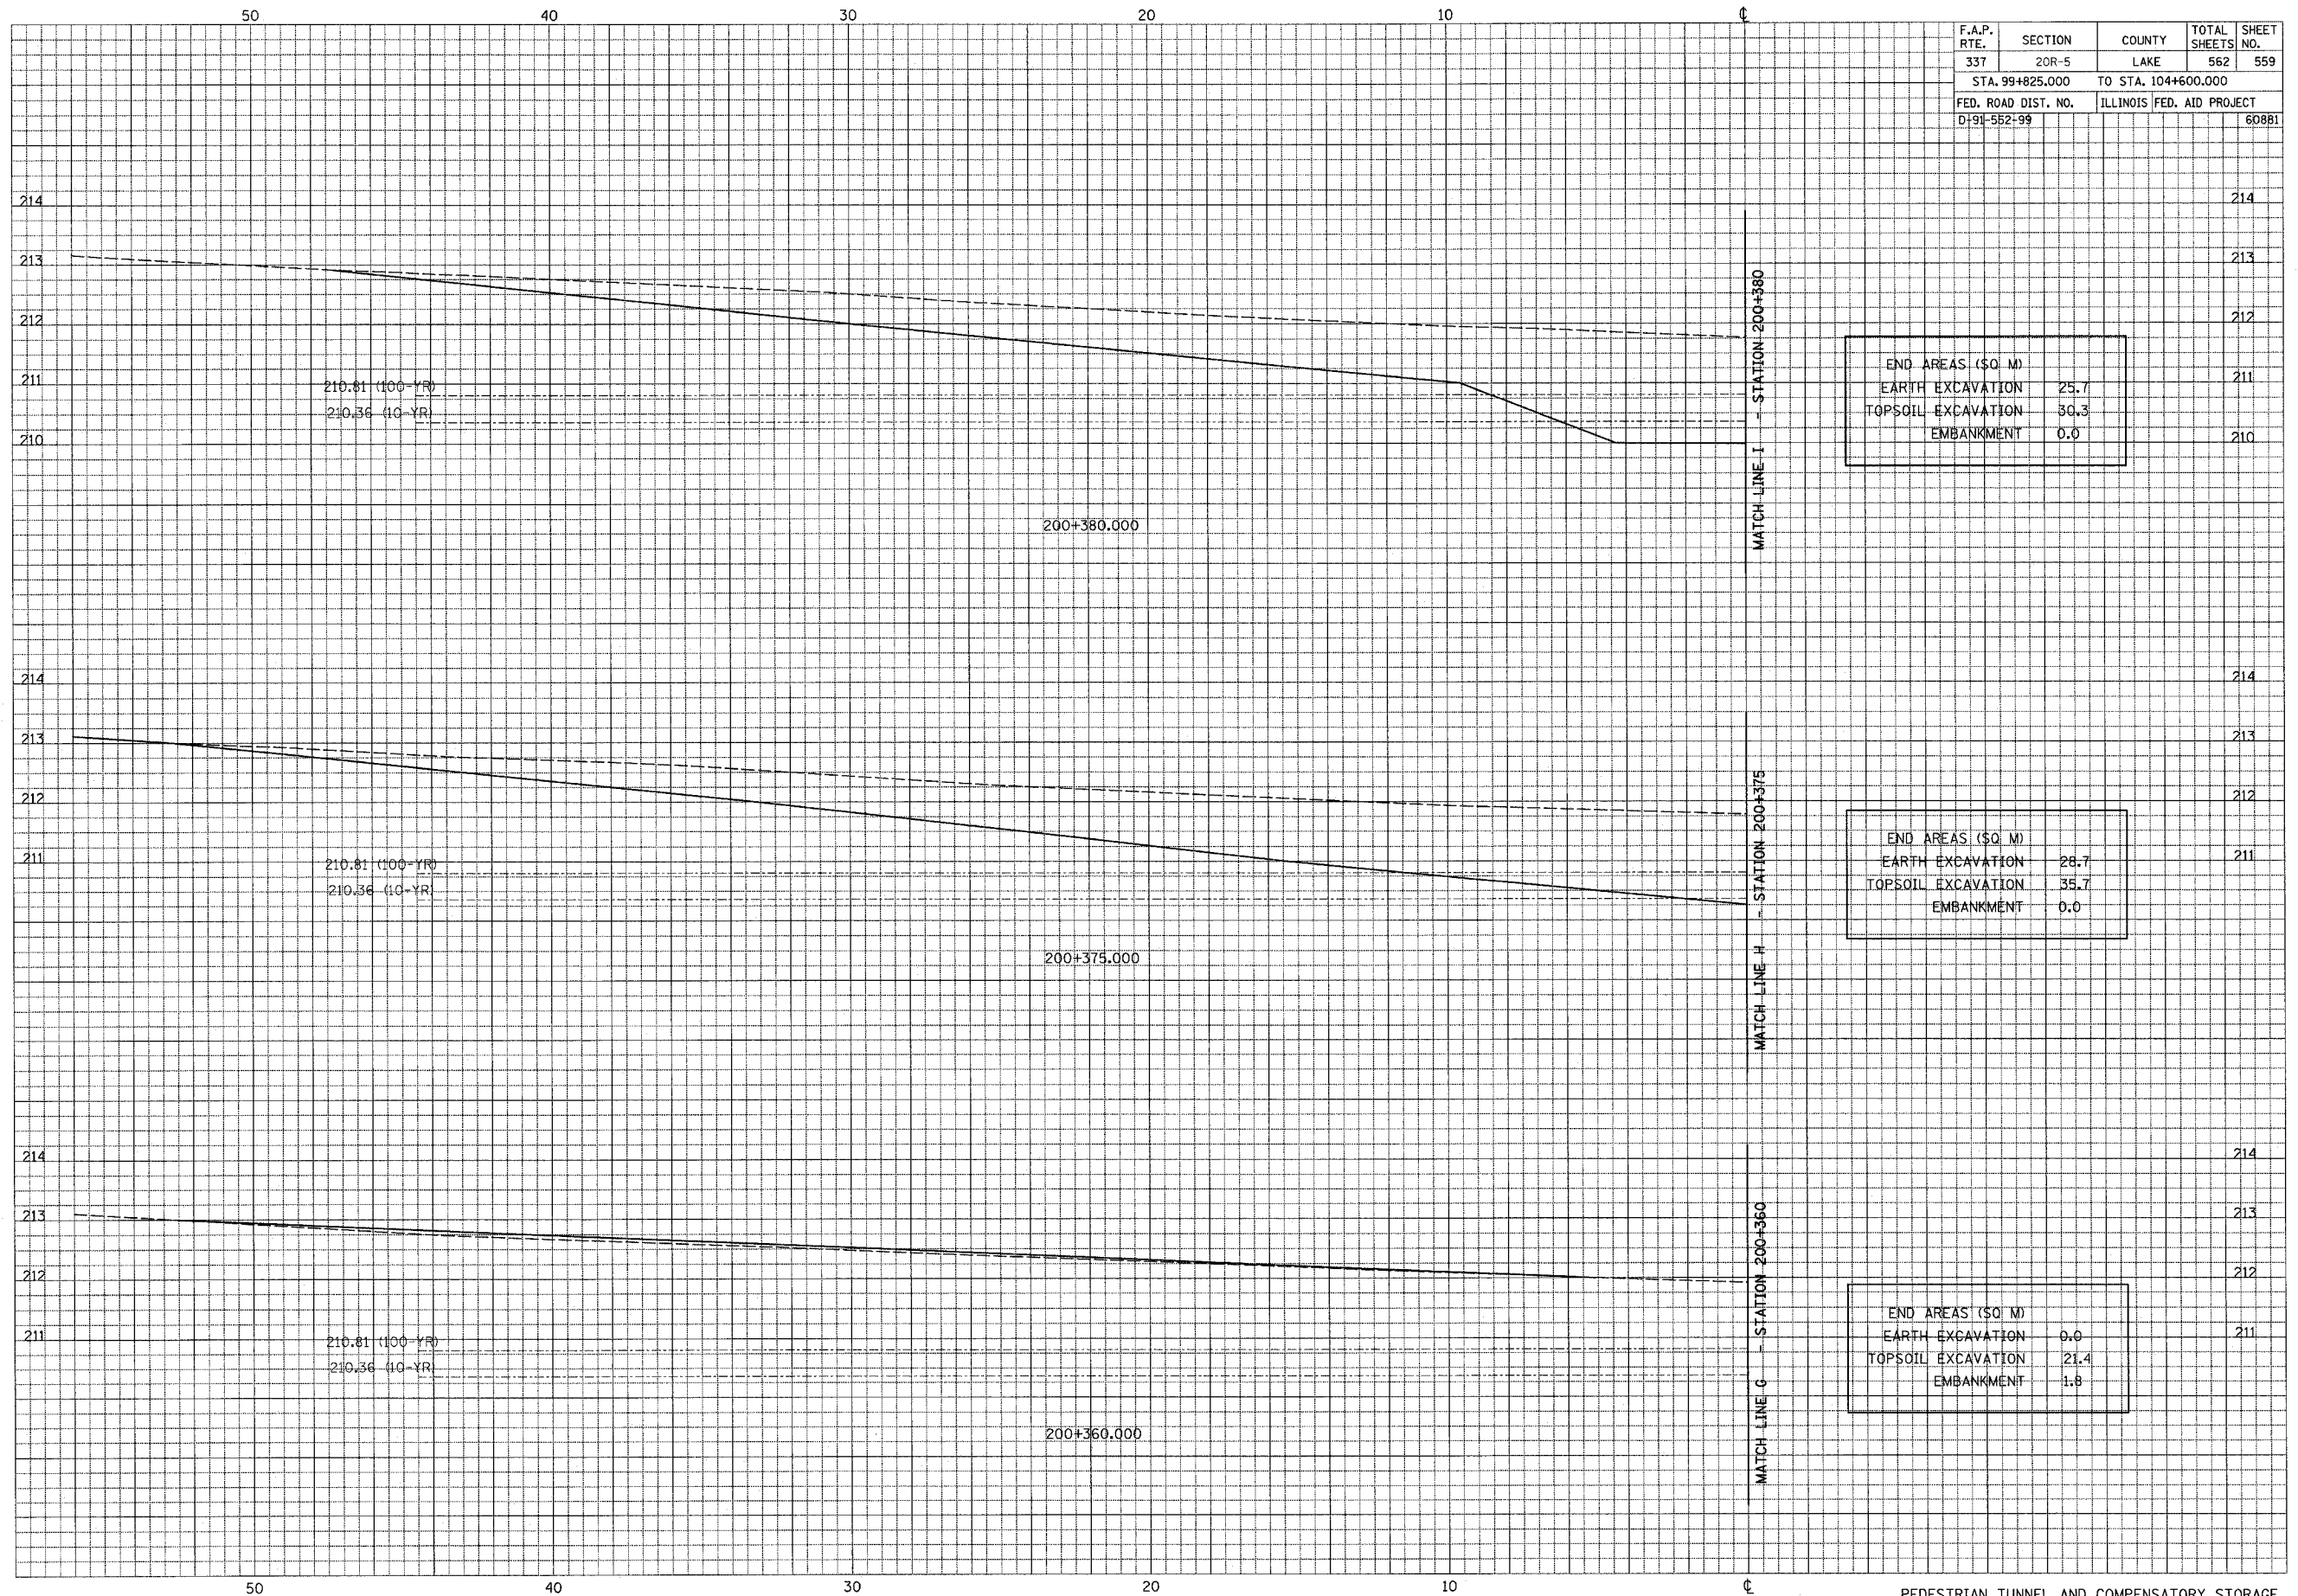 50 40 30 20 10 ℄
F.A.P. RTE. SECTION COUNTY TOTAL SHEETS SHEET NO.
337 20R-5 LAKE 562 559
STA. 99+825.000 TO STA. 104+600.000
FED. ROAD DIST. NO. ILLINOIS FED. AID PROJECT
D-91-552-99 60881
214 214
213 213
212 212
211 211
210 210
210.81 (100-YR)
210.36 (10-YR)
200+380.000
MATCH LINE I - STATION 200+380
END AREAS (SQ M)
EARTH EXCAVATION 25.7
TOPSOIL EXCAVATION 30.3
EMBANKMENT 0.0
214 214
213 213
212 212
211 211
210.81 (100-YR)
210.36 (10-YR)
200+375.000
MATCH LINE H - STATION 200+375
END AREAS (SQ M)
EARTH EXCAVATION 28.7
TOPSOIL EXCAVATION 35.7
EMBANKMENT 0.0
214 214
213 213
212 212
211 211
210.81 (100-YR)
210.36 (10-YR)
200+360.000
MATCH LINE G - STATION 200+360
END AREAS (SQ M)
EARTH EXCAVATION 0.0
TOPSOIL EXCAVATION 21.4
EMBANKMENT 1.8
50 40 30 20 10 ℄
PEDESTRIAN TUNNEL AND COMPENSATORY STORAGE